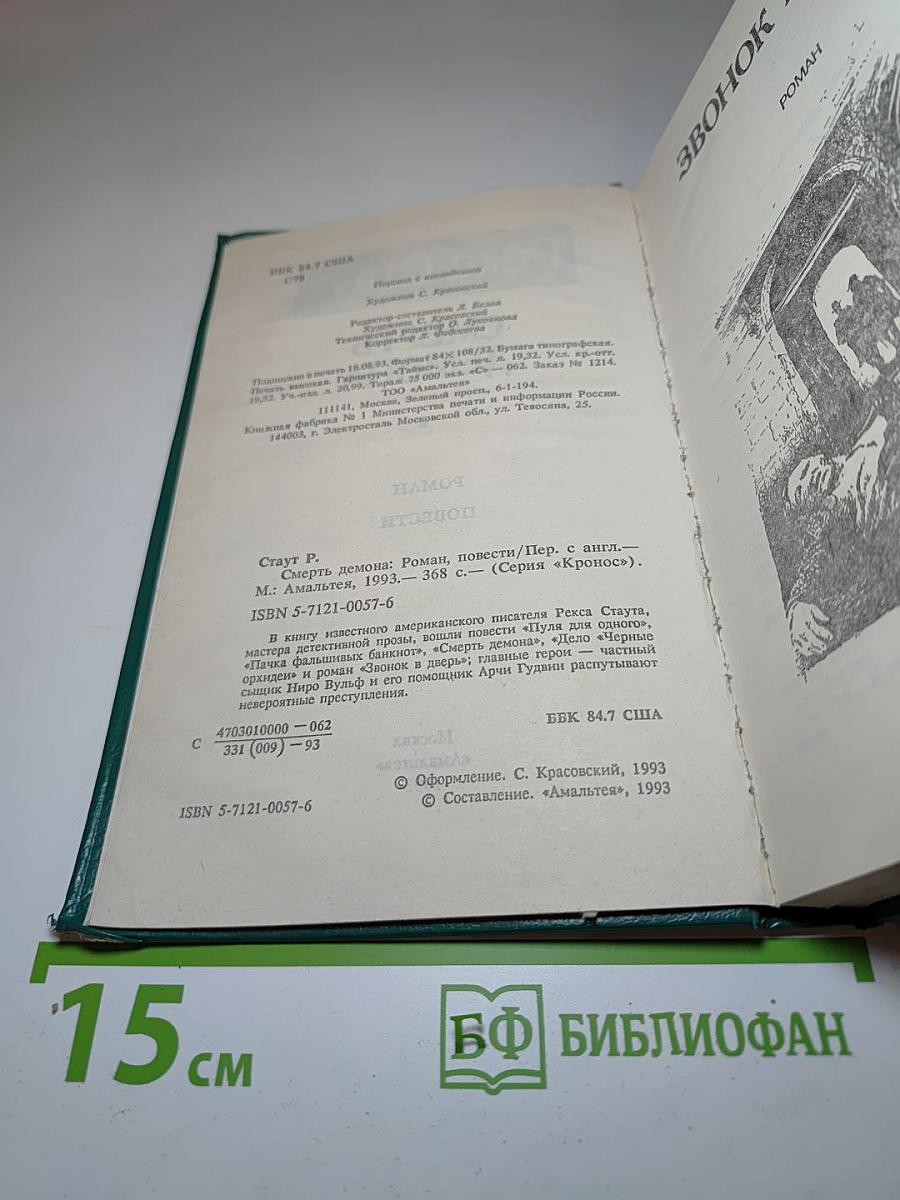 ББК 84.7 США
С78
Перевод с английского
Художник С. Красовский
Редактор-составитель Л. Белая
Художник С. Красовский
Технический редактор О. Лукоянова
Корректор Л. Федосеева
Подписано в печать 16.08.93. Формат 84×108/32. Бумага типографская.
Печать высокая. Гарнитура «Таймс». Усл. печ. л. 19,32. Усл. кр.-отт.
19,32. Уч.-изд. л. 20,99. Тираж 75 000 экз. «С» — 062. Заказ № 1214.
ТОО «Амальтея»
111141, Москва, Зеленый просп., 6-1-194.
Книжная фабрика № 1 Министерства печати и информации России.
144003, г. Электросталь Московской обл., ул. Тевосяна, 25.
РОМАН
ПОВЕСТИ
Стаут Р.
Смерть демона: Роман, повести/Пер. с англ.—
М.: Амальтея, 1993.— 368 с.— (Серия «Кронос»).
ISBN 5-7121-0057-6
В книгу известного американского писателя Рекса Стаута,
мастера детективной прозы, вошли повести «Пуля для одного»,
«Пачка фальшивых банкнот», «Смерть демона», «Дело «Черные
орхидеи» и роман «Звонок в дверь»; главные герои — частный
сыщик Ниро Вульф и его помощник Арчи Гудвин распутывают
невероятные преступления.
С 4703010000—062
331 (009)—93
ББК 84.7 США
Москва
«Амальтея»
© Оформление. С. Красовский, 1993
© Составление. «Амальтея», 1993
ISBN 5-7121-0057-6
ЗВОНОК
РОМАН
15 см
БФ БИБЛИОФАН